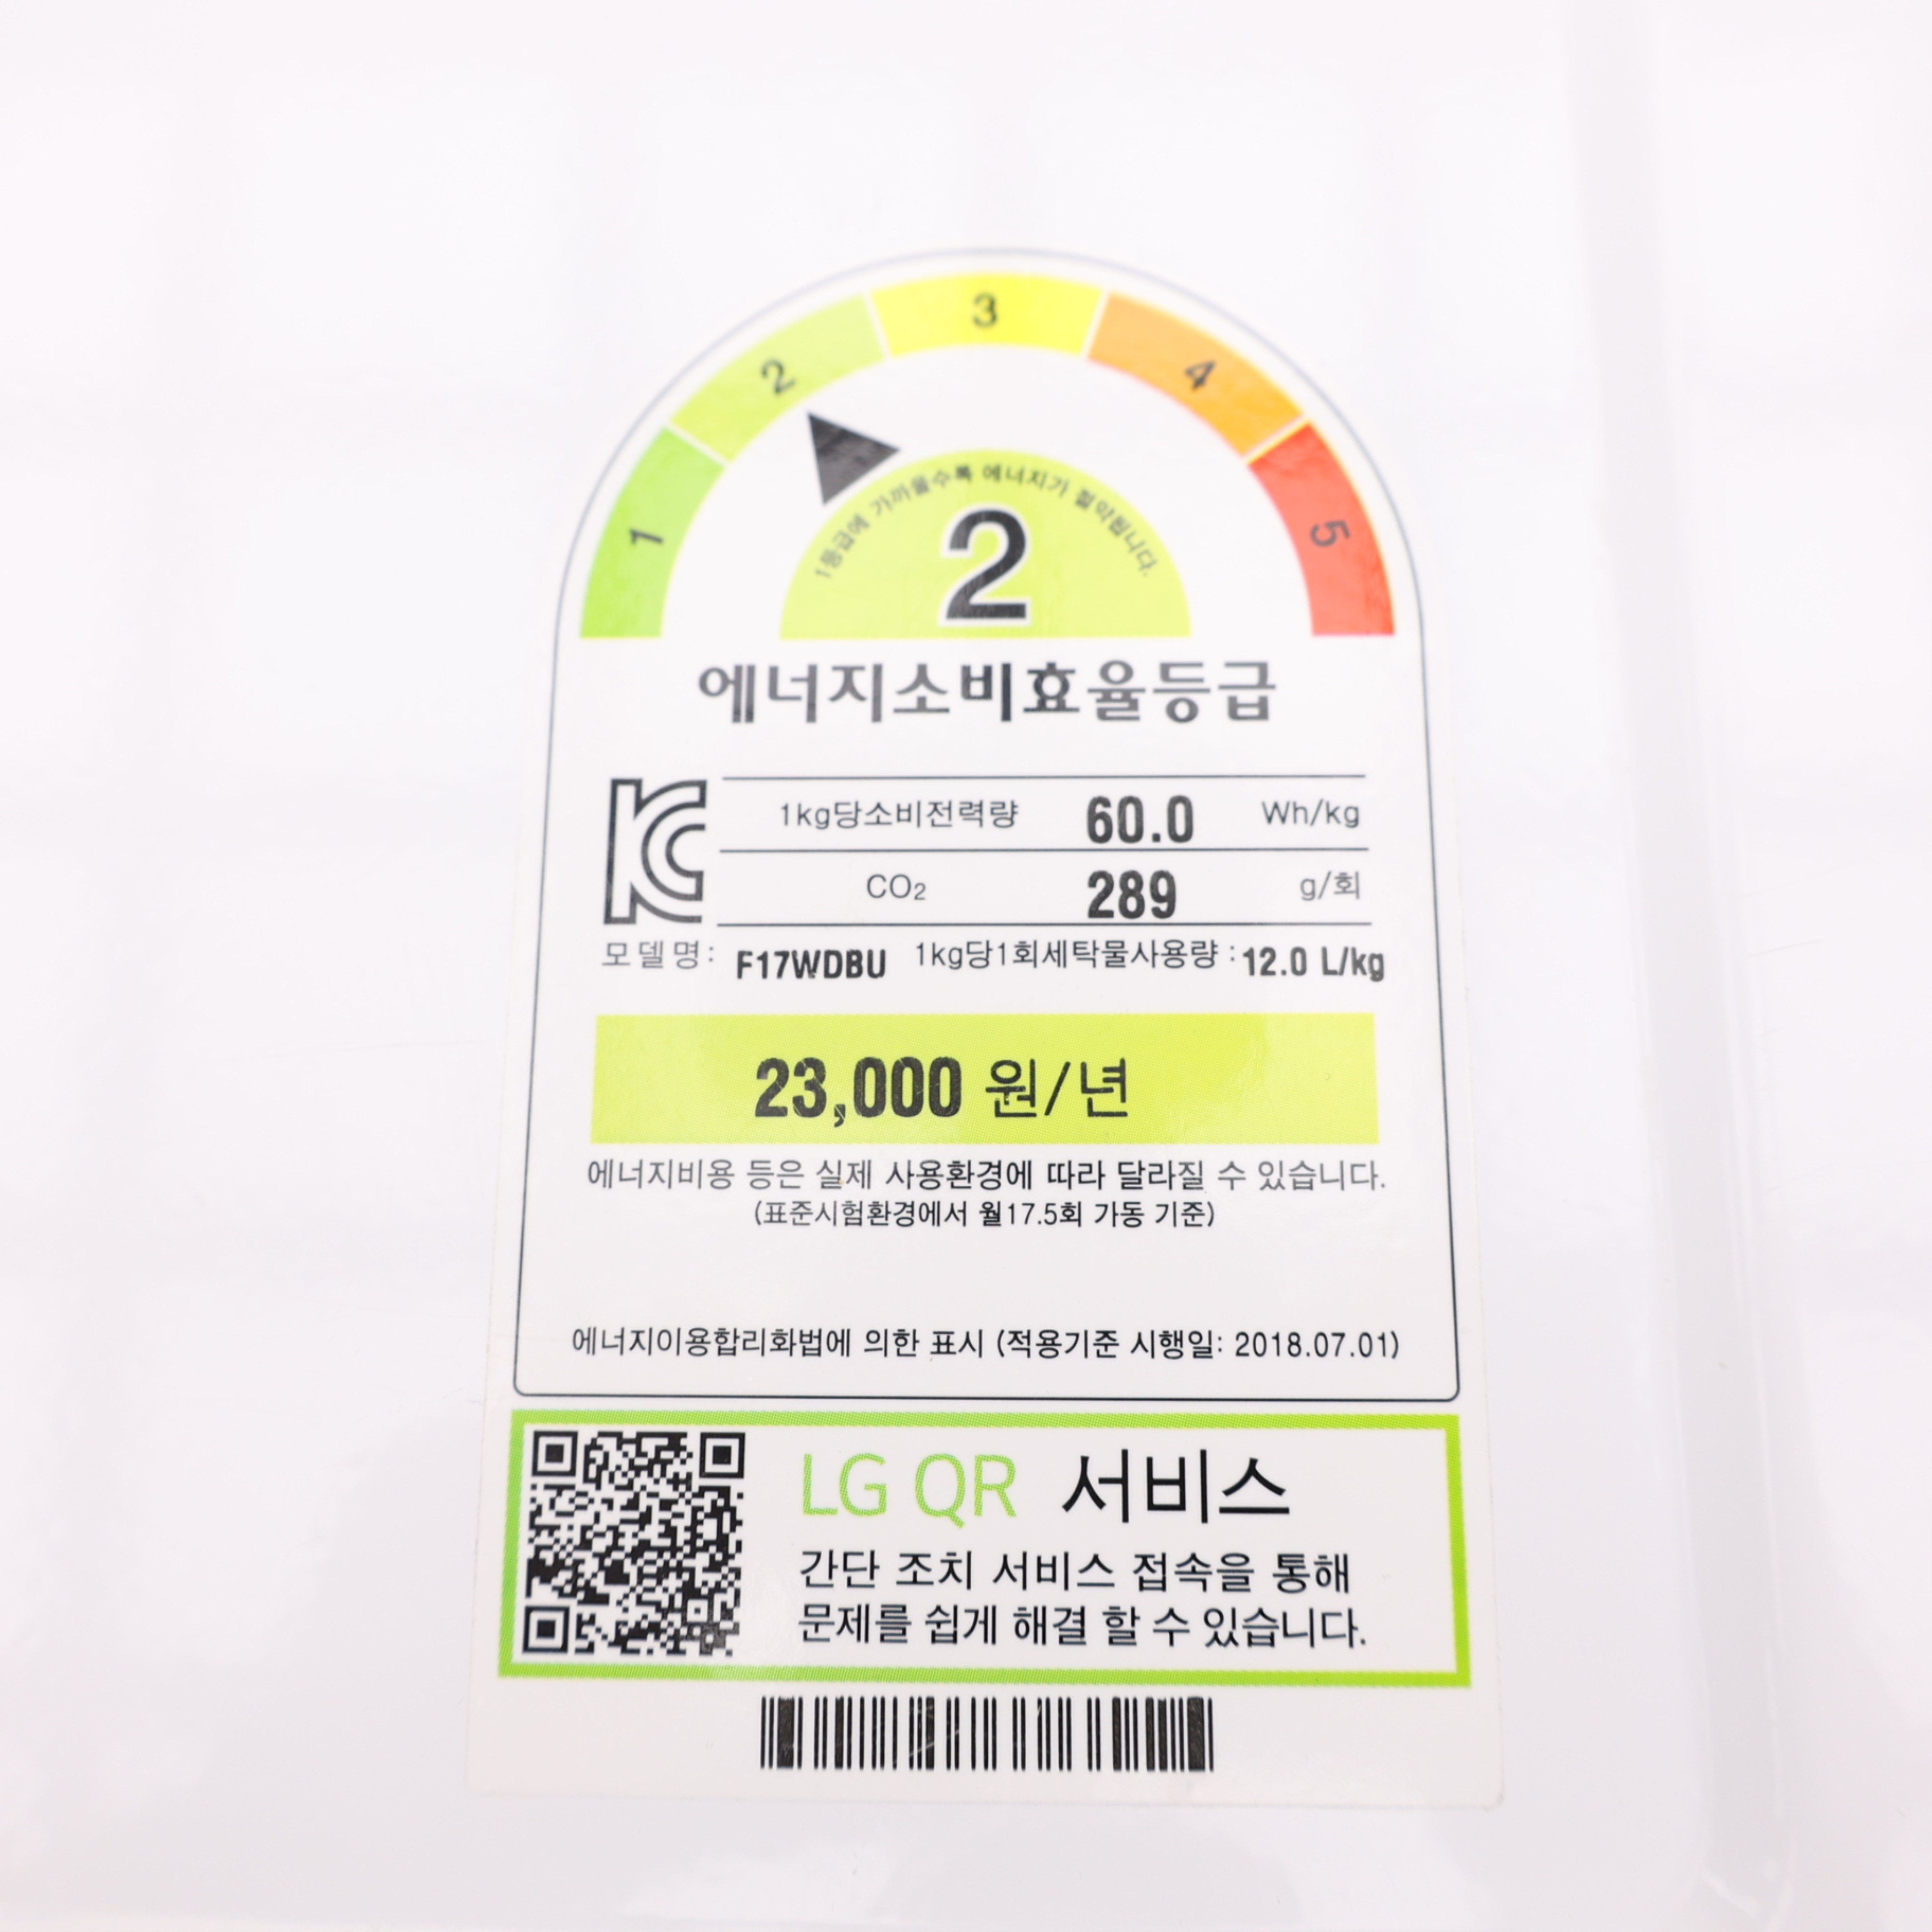 1
2
3
4
5
1등급에 가까울수록 에너지가 절약됩니다.
2
에너지소비효율등급
1kg당소비전력량 60.0 Wh/kg
CO₂ 289 g/회
모델명: F17WDBU 1kg당1회세탁물사용량 : 12.0 L/kg
23,000 원/년
에너지비용 등은 실제 사용환경에 따라 달라질 수 있습니다.
(표준시험환경에서 월17.5회 가동 기준)
에너지이용합리화법에 의한 표시 (적용기준 시행일: 2018.07.01)
LG QR 서비스
간단 조치 서비스 접속을 통해
문제를 쉽게 해결 할 수 있습니다.